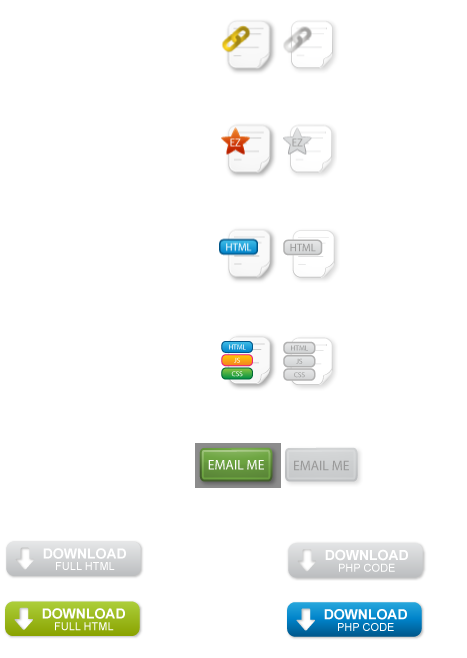 EZ EZ
HTML HTML
HTML HTML
JS JS
CSS CSS
EMAIL ME EMAIL ME
DOWNLOAD DOWNLOAD
FULL HTML PHP CODE
DOWNLOAD DOWNLOAD
FULL HTML PHP CODE